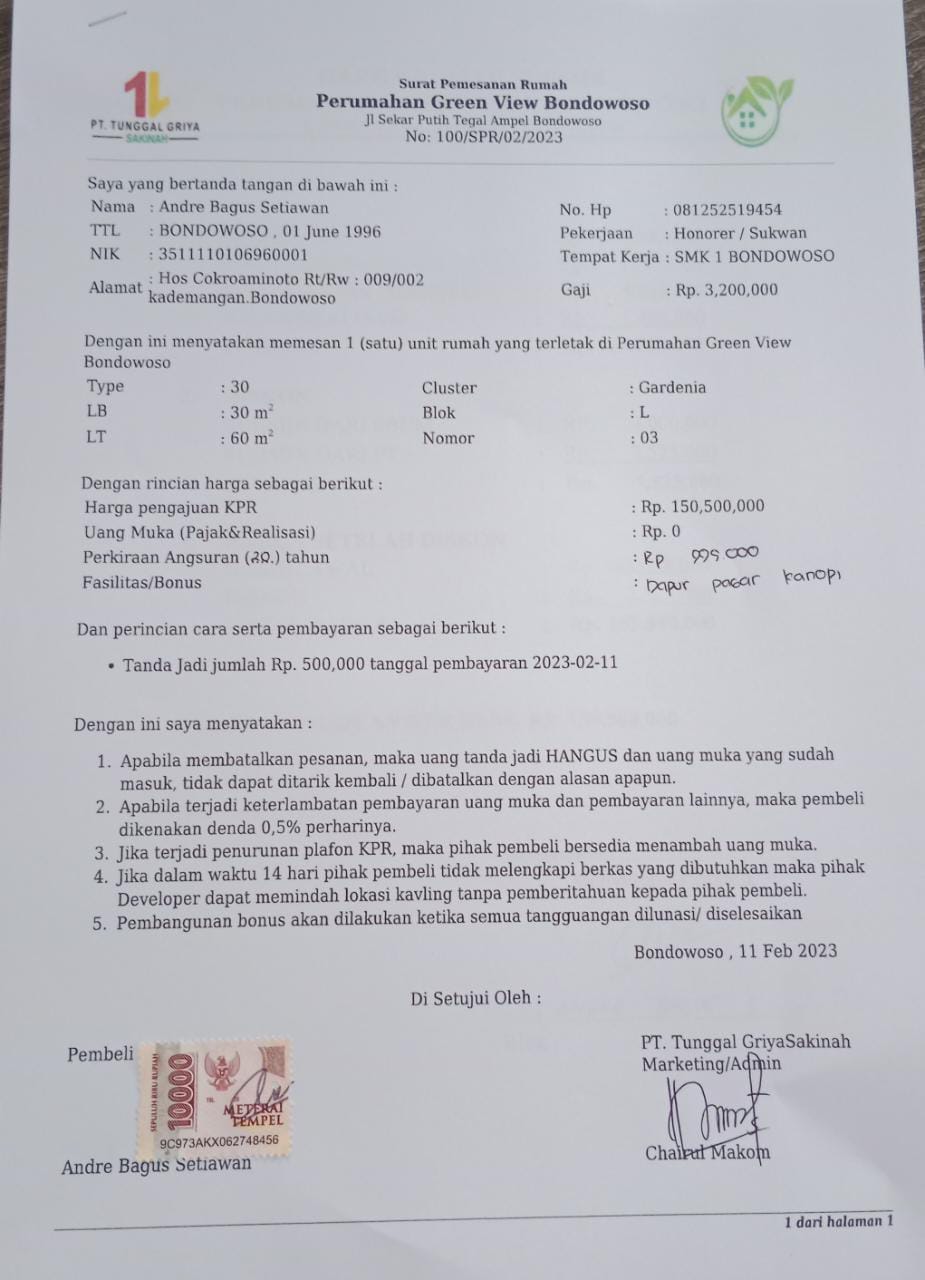 PT. TUNGGAL GRIYA
SAKINAH
Surat Pemesanan Rumah
Perumahan Green View Bondowoso
Jl Sekar Putih Tegal Ampel Bondowoso
No: 100/SPR/02/2023
Saya yang bertanda tangan di bawah ini :
Nama : Andre Bagus Setiawan
TTL : BONDOWOSO , 01 June 1996
NIK : 3511110106960001
Alamat : Hos Cokroaminoto Rt/Rw : 009/002
kademangan.Bondowoso
No. Hp : 081252519454
Pekerjaan : Honorer / Sukwan
Tempat Kerja : SMK 1 BONDOWOSO
Gaji : Rp. 3,200,000
Dengan ini menyatakan memesan 1 (satu) unit rumah yang terletak di Perumahan Green View
Bondowoso
Type : 30 Cluster : Gardenia
LB : 30 m² Blok : L
LT : 60 m² Nomor : 03
Dengan rincian harga sebagai berikut :
Harga pengajuan KPR : Rp. 150,500,000
Uang Muka (Pajak&Realisasi) : Rp. 0
Perkiraan Angsuran (20.) tahun : Rp 999 000
Fasilitas/Bonus : Dapur pagar kanopi
Dan perincian cara serta pembayaran sebagai berikut :
• Tanda Jadi jumlah Rp. 500,000 tanggal pembayaran 2023-02-11
Dengan ini saya menyatakan :
1. Apabila membatalkan pesanan, maka uang tanda jadi HANGUS dan uang muka yang sudah
masuk, tidak dapat ditarik kembali / dibatalkan dengan alasan apapun.
2. Apabila terjadi keterlambatan pembayaran uang muka dan pembayaran lainnya, maka pembeli
dikenakan denda 0,5% perharinya.
3. Jika terjadi penurunan plafon KPR, maka pihak pembeli bersedia menambah uang muka.
4. Jika dalam waktu 14 hari pihak pembeli tidak melengkapi berkas yang dibutuhkan maka pihak
Developer dapat memindah lokasi kavling tanpa pemberitahuan kepada pihak pembeli.
5. Pembangunan bonus akan dilakukan ketika semua tangguangan dilunasi/ diselesaikan
Bondowoso , 11 Feb 2023
Di Setujui Oleh :
Pembeli
SEPULUH RIBU RUPIAH
10000
METERAI
TEMPEL
9C973AKX062748456
Andre Bagus Setiawan
PT. Tunggal GriyaSakinah
Marketing/Admin
Chairul Makom
1 dari halaman 1